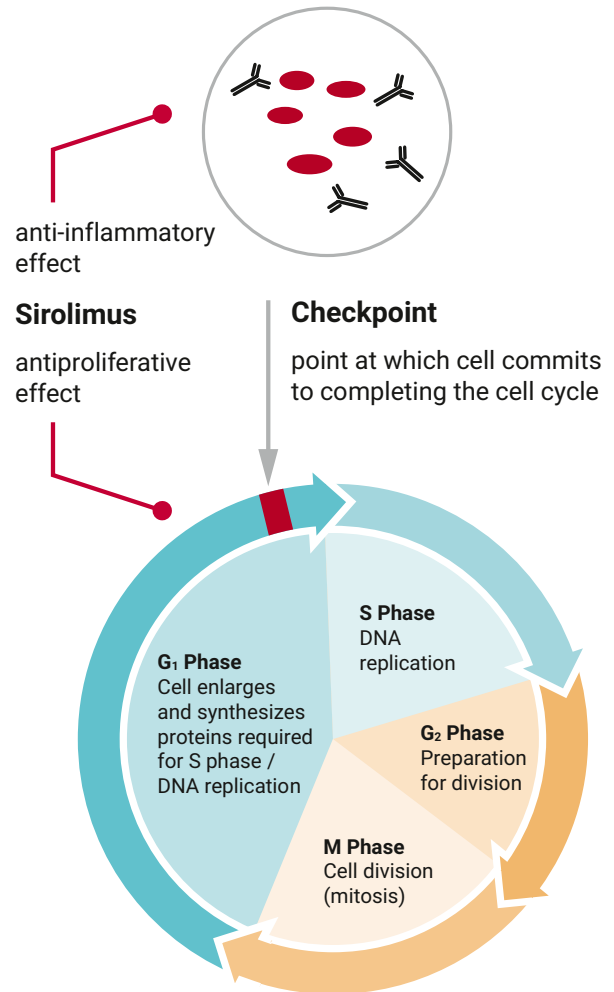 anti-inflammatory
effect
Sirolimus
antiproliferative
effect
Checkpoint
point at which cell commits
to completing the cell cycle
S Phase
DNA
replication
G₁ Phase
Cell enlarges
and synthesizes
proteins required
for S phase /
DNA replication
G₂ Phase
Preparation
for division
M Phase
Cell division
(mitosis)